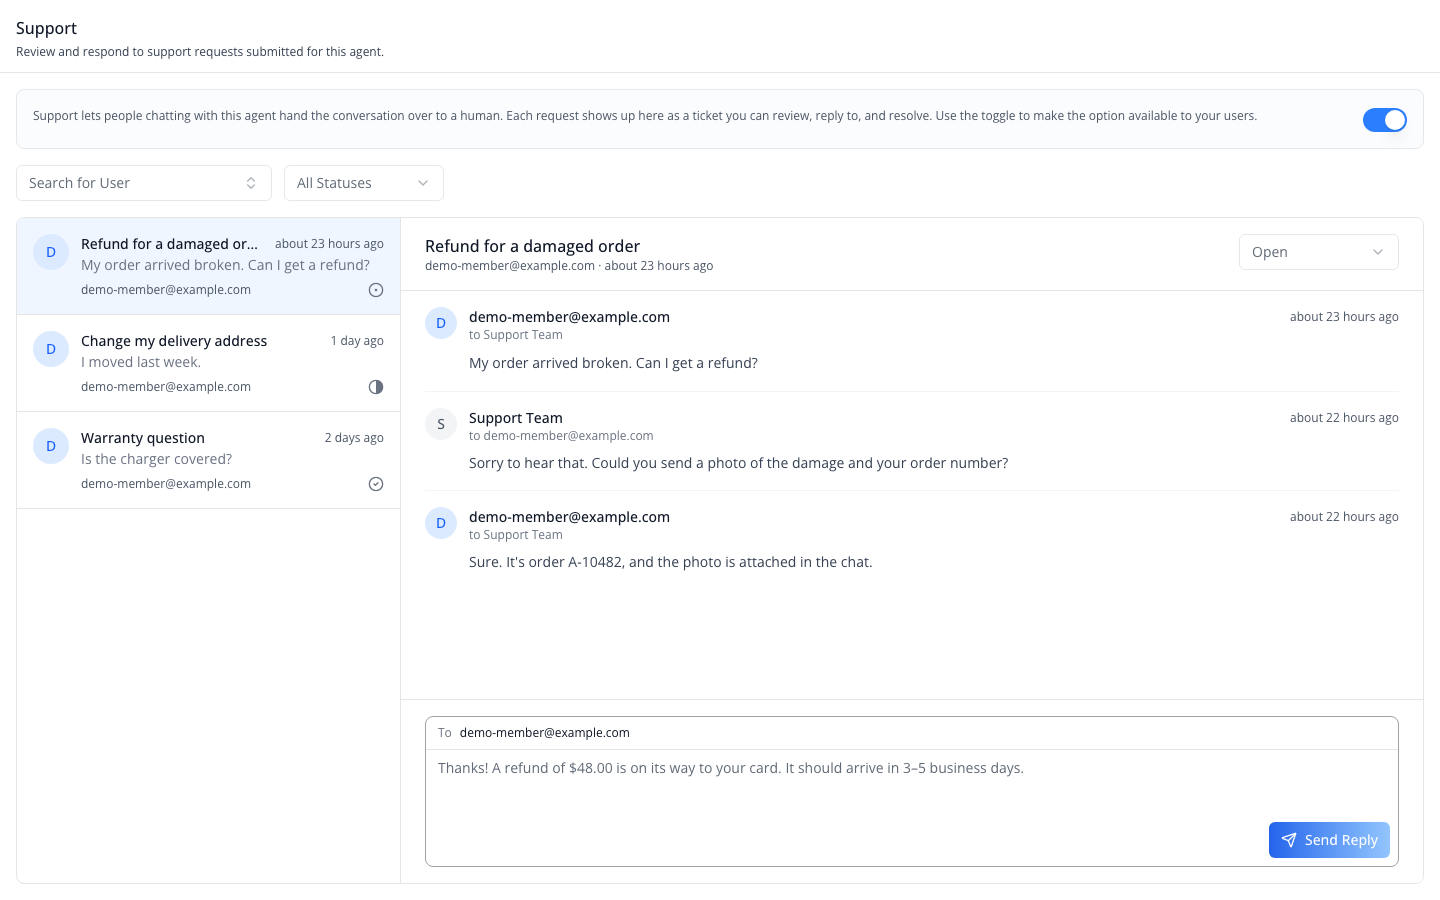 Support
Review and respond to support requests submitted for this agent.
Support lets people chatting with this agent hand the conversation over to a human. Each request shows up here as a ticket you can review, reply to, and resolve. Use the toggle to make the option available to your users.
Search for User
All Statuses
D
Refund for a damaged or... about 23 hours ago
My order arrived broken. Can I get a refund?
demo-member@example.com
D
Change my delivery address 1 day ago
I moved last week.
demo-member@example.com
D
Warranty question 2 days ago
Is the charger covered?
demo-member@example.com
Refund for a damaged order
demo-member@example.com · about 23 hours ago
Open
D
demo-member@example.com about 23 hours ago
to Support Team
My order arrived broken. Can I get a refund?
S
Support Team about 22 hours ago
to demo-member@example.com
Sorry to hear that. Could you send a photo of the damage and your order number?
D
demo-member@example.com about 22 hours ago
to Support Team
Sure. It's order A-10482, and the photo is attached in the chat.
To demo-member@example.com
Thanks! A refund of $48.00 is on its way to your card. It should arrive in 3–5 business days.
Send Reply